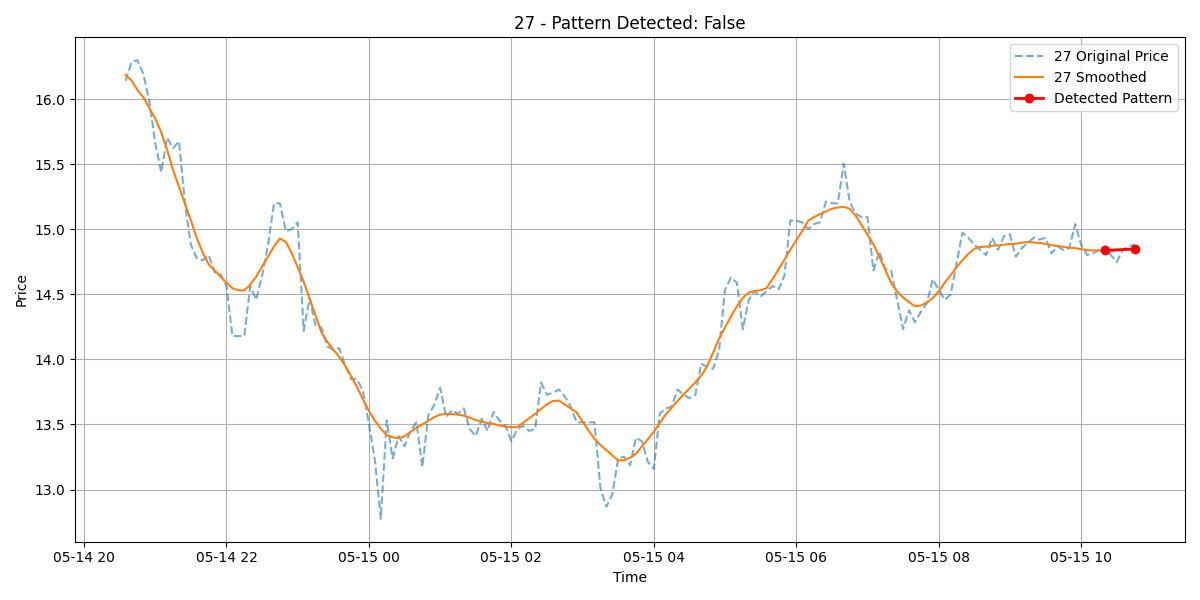 27 - Pattern Detected: False
27 Original Price
27 Smoothed
Detected Pattern
Price
16.0
15.5
15.0
14.5
14.0
13.5
13.0
05-14 20 05-14 22 05-15 00 05-15 02 05-15 04 05-15 06 05-15 08 05-15 10
Time